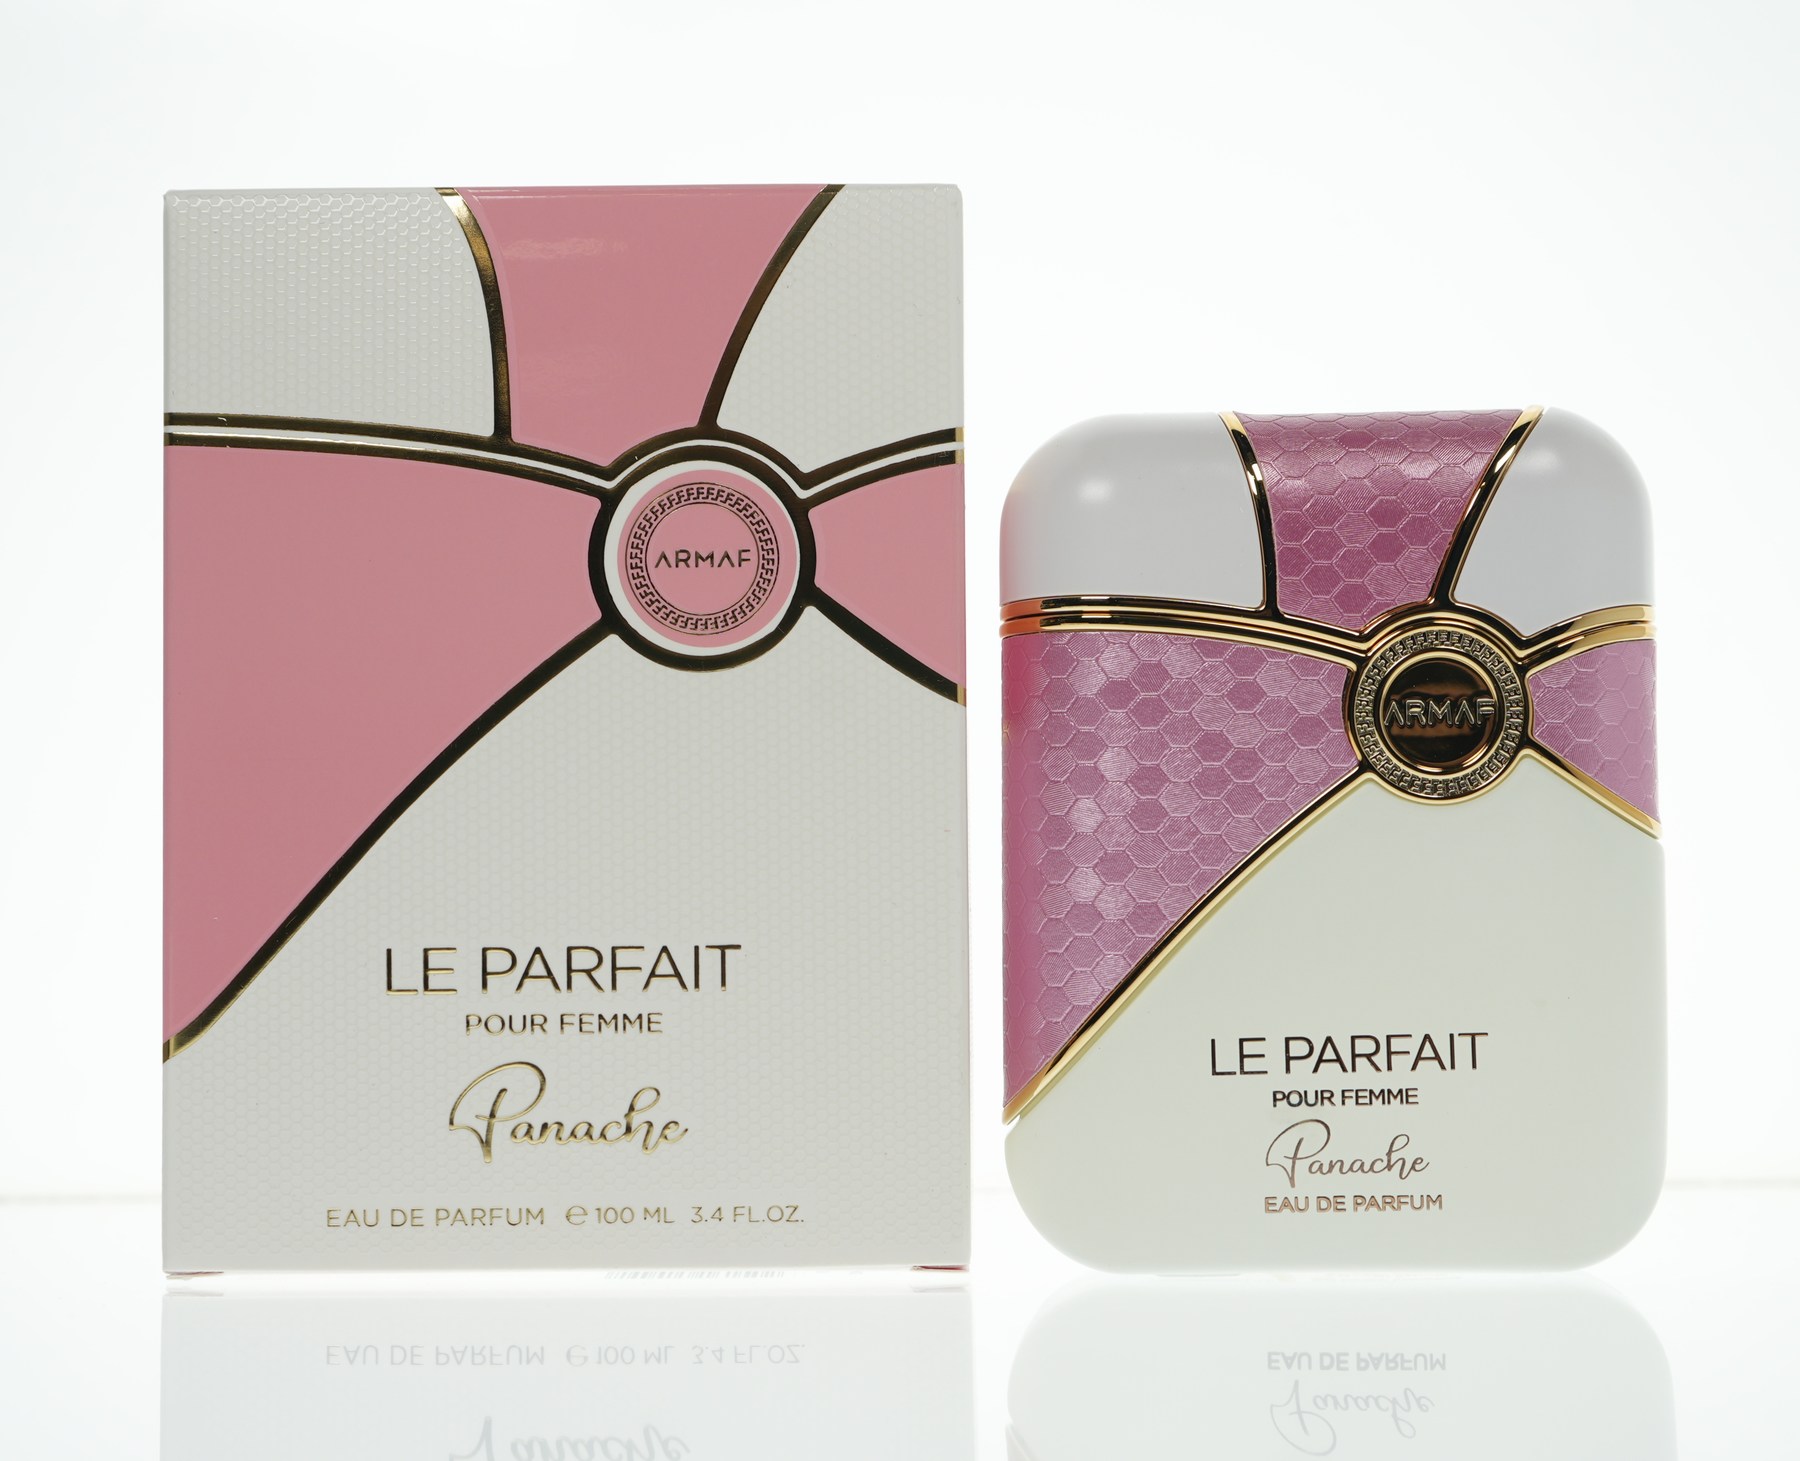 ARMAF
LE PARFAIT
POUR FEMME
Panache
EAU DE PARFUM ℮ 100 ML 3.4 FL.OZ.
ARMAF
LE PARFAIT
POUR FEMME
Panache
EAU DE PARFUM